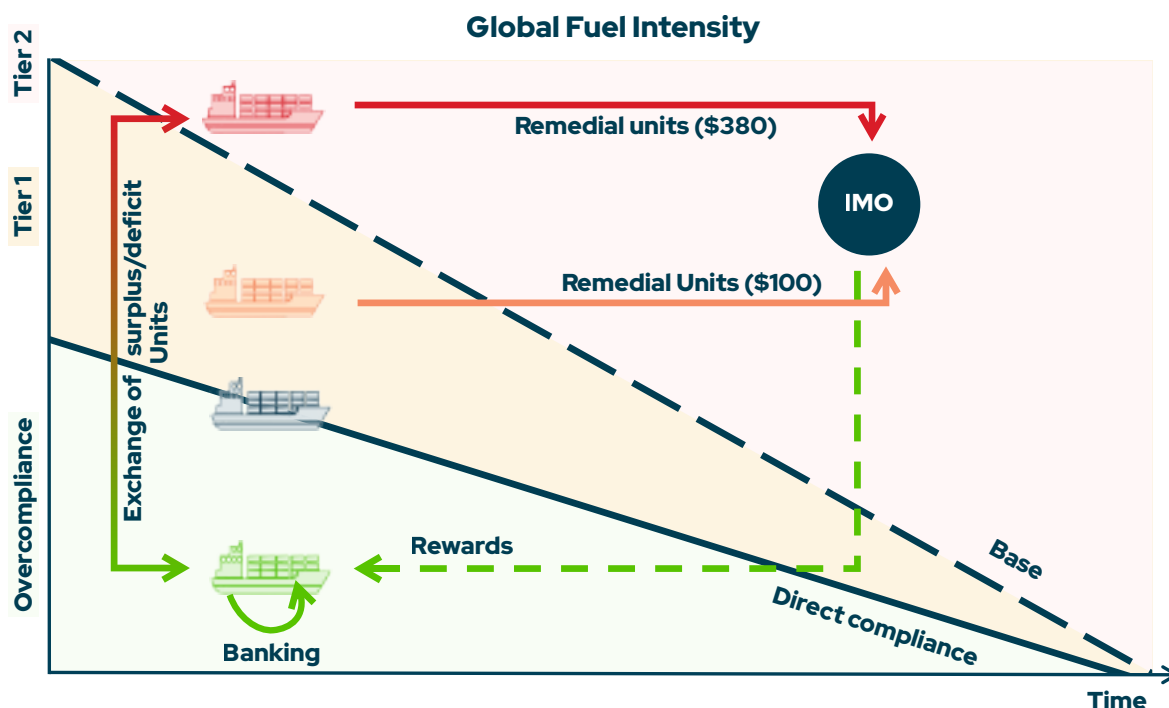 Global Fuel Intensity
Tier 2
Remedial units ($380)
IMO
Tier 1
Exchange of surplus/deficit
Units
Remedial Units ($100)
Overcompliance
Rewards
Base
Direct compliance
Banking
Time